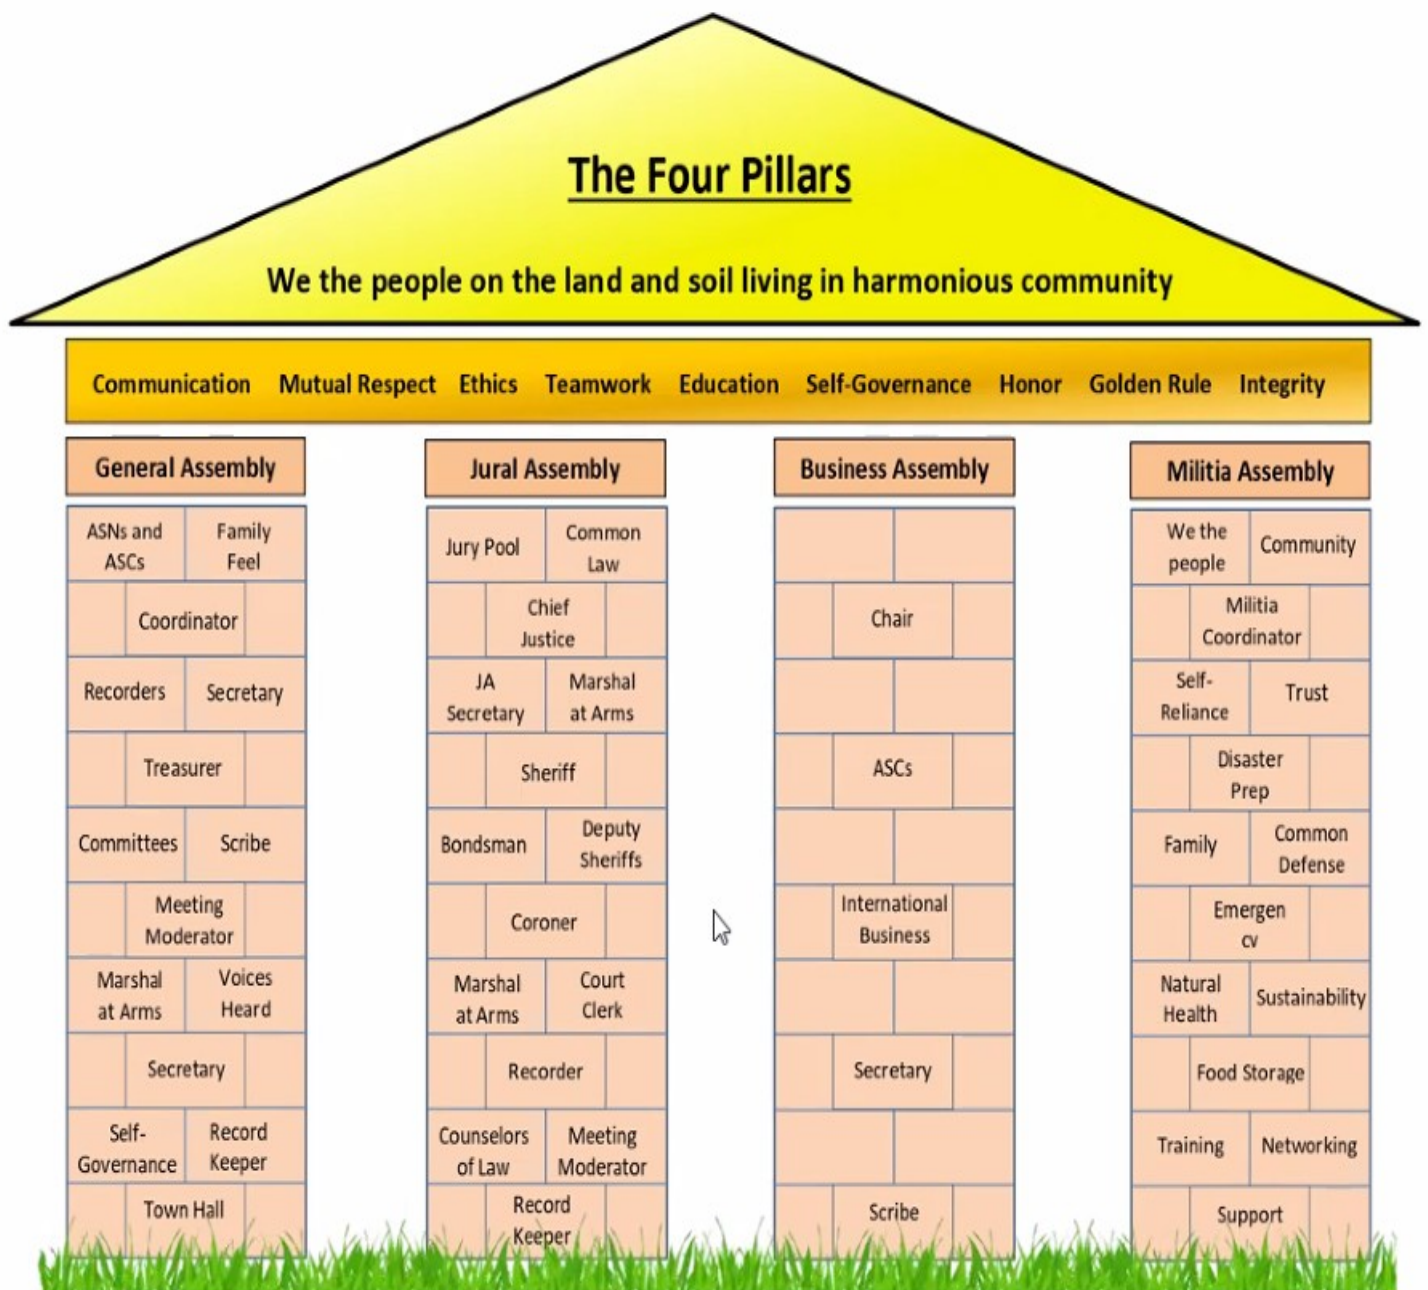 The Four Pillars
We the people on the land and soil living in harmonious community
Communication Mutual Respect Ethics Teamwork Education Self-Governance Honor Golden Rule Integrity
General Assembly
ASNs and
ASCs
Family
Feel
Coordinator
Recorders
Secretary
Treasurer
Committees
Scribe
Meeting
Moderator
Marshal
at Arms
Voices
Heard
Secretary
Self-
Governance
Record
Keeper
Town Hall
Jural Assembly
Jury Pool
Common
Law
Chief
Justice
JA
Secretary
Marshal
at Arms
Sheriff
Bondsman
Deputy
Sheriffs
Coroner
Marshal
at Arms
Court
Clerk
Recorder
Counselors
of Law
Meeting
Moderator
Record
Keeper
Business Assembly
Chair
ASCs
International
Business
Secretary
Scribe
Militia Assembly
We the
people
Community
Militia
Coordinator
Self-
Reliance
Trust
Disaster
Prep
Family
Common
Defense
Emergen
cy
Natural
Health
Sustainability
Food Storage
Training
Networking
Support